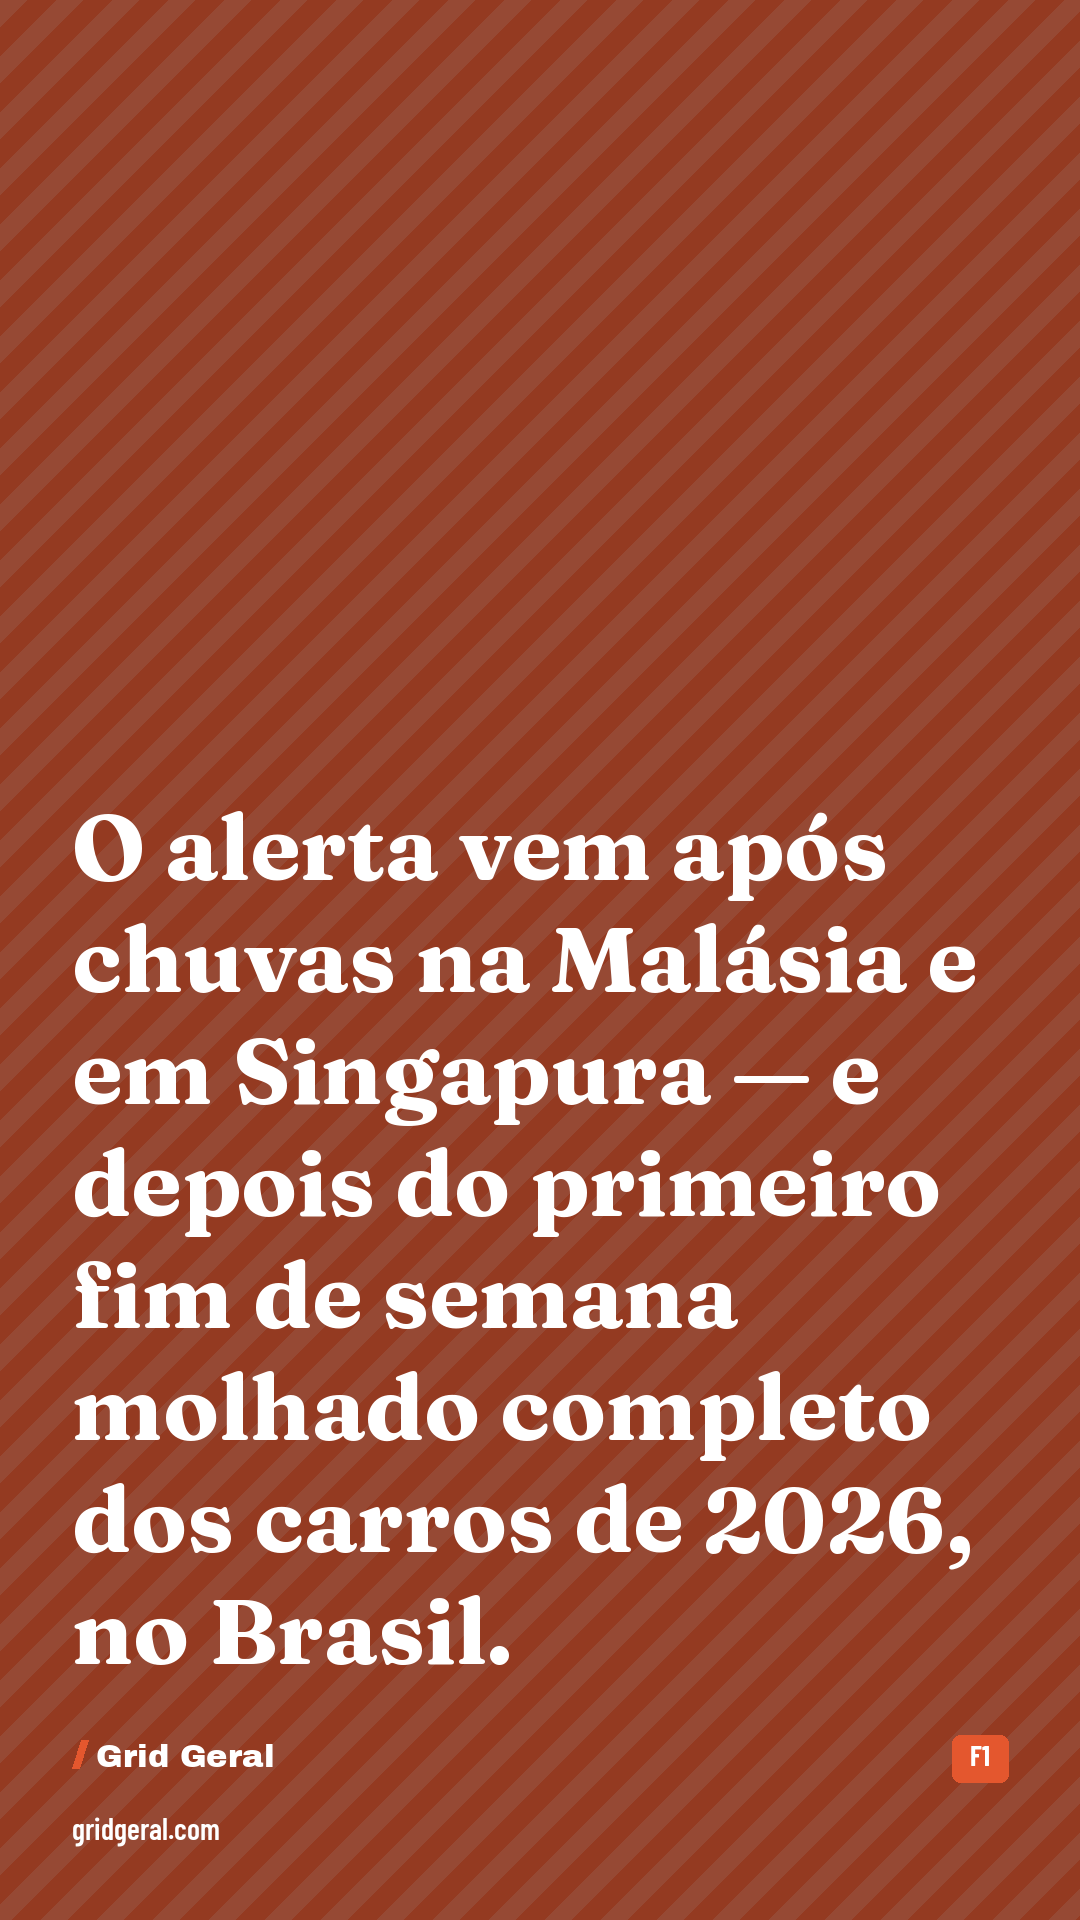 O alerta vem após
chuvas na Malásia e
em Singapura — e
depois do primeiro
fim de semana
molhado completo
dos carros de 2026,
no Brasil.
/ Grid Geral
F1
gridgeral.com